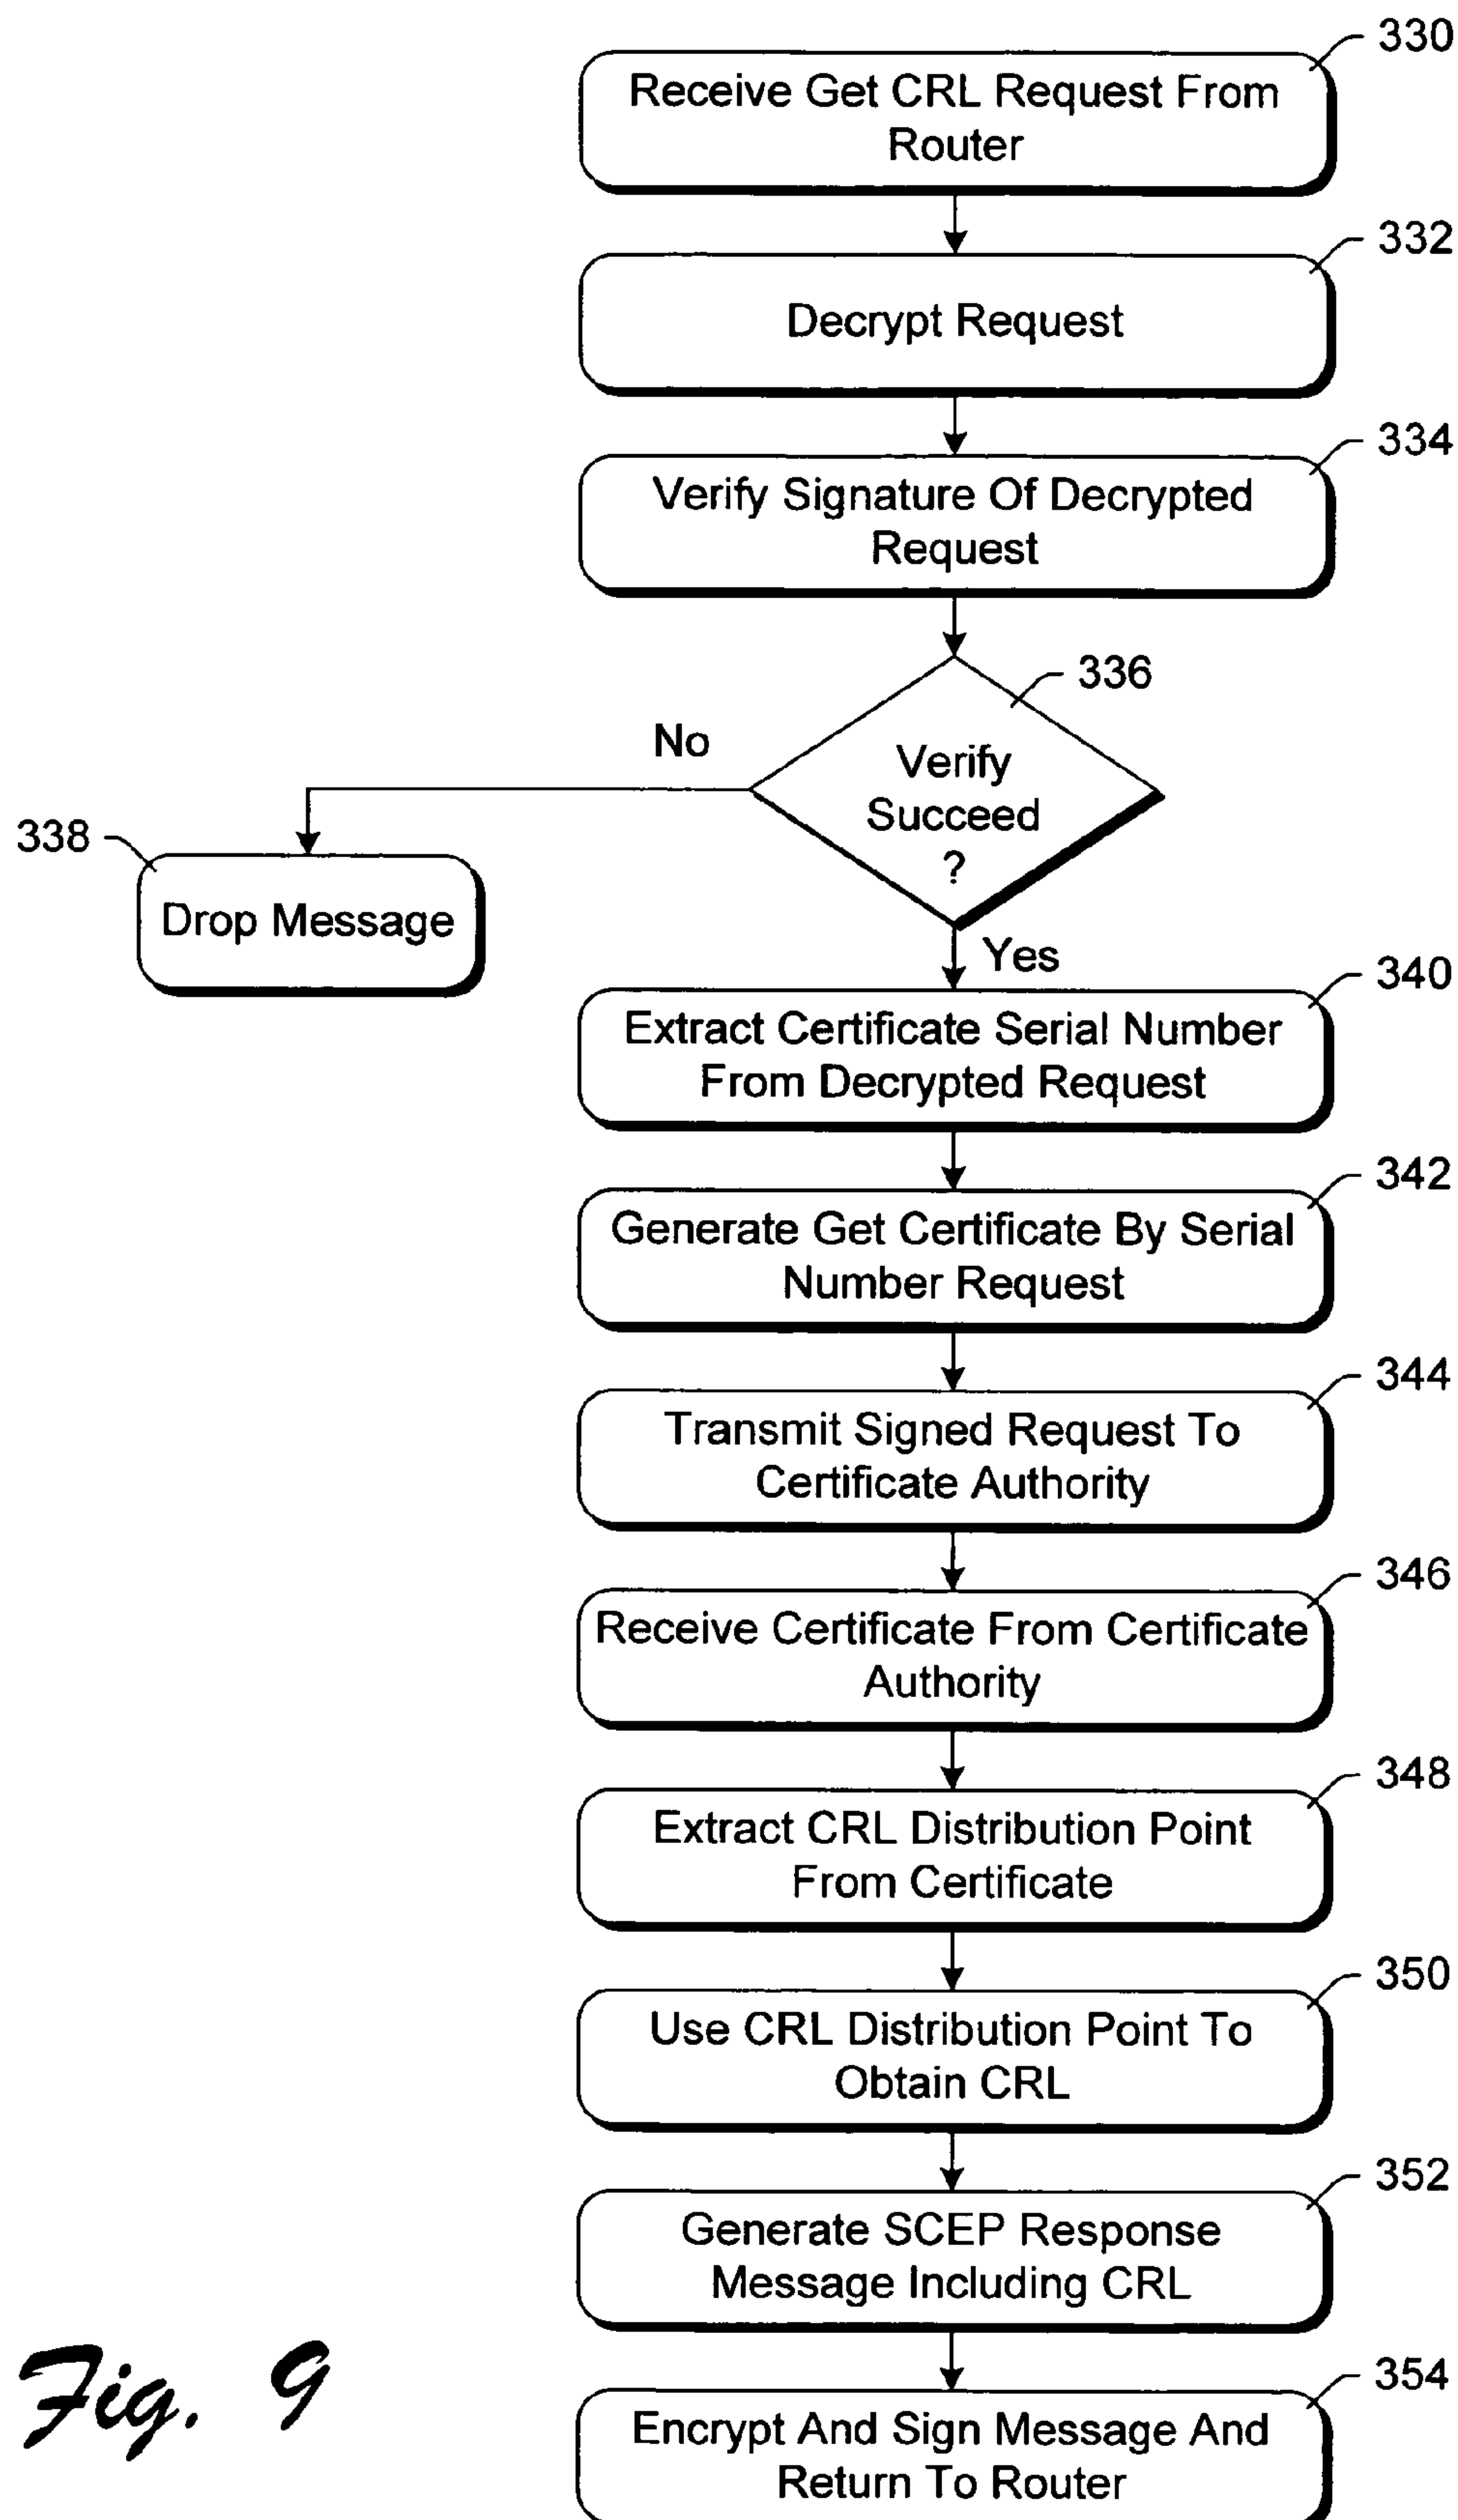 330
Receive Get CRL Request From
Router
332
Decrypt Request
334
Verify Signature Of Decrypted
Request
336
No
Verify
Succeed
?
338
Drop Message
Yes
340
Extract Certificate Serial Number
From Decrypted Request
342
Generate Get Certificate By Serial
Number Request
344
Transmit Signed Request To
Certificate Authority
346
Receive Certificate From Certificate
Authority
348
Extract CRL Distribution Point
From Certificate
350
Use CRL Distribution Point To
Obtain CRL
352
Generate SCEP Response
Message Including CRL
354
Encrypt And Sign Message And
Return To Router
Fig. 9